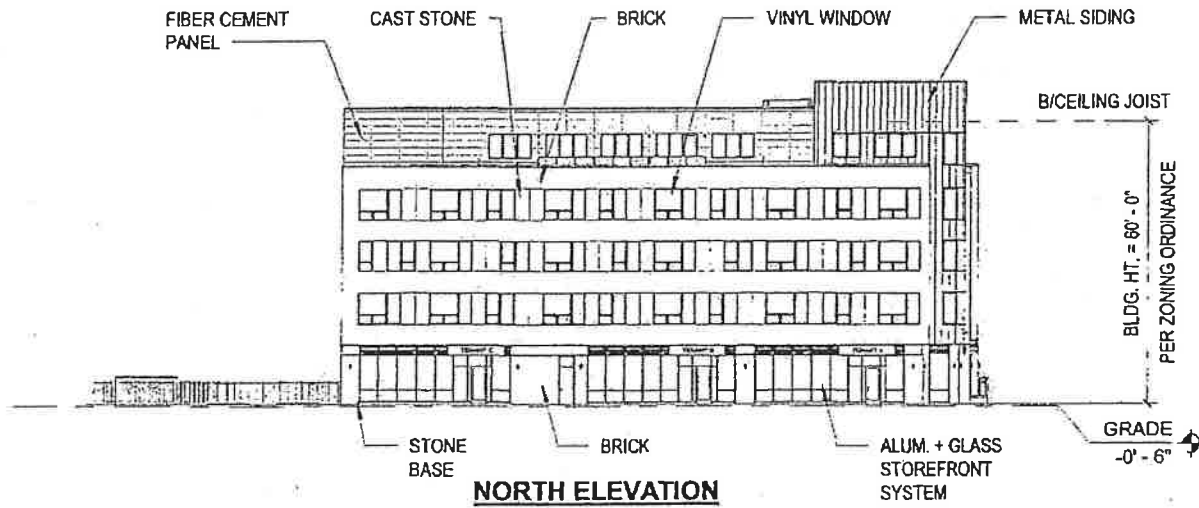 FIBER CEMENT
PANEL
CAST STONE
BRICK
VINYL WINDOW
METAL SIDING
B/CEILING JOIST
BLDG. HT. = 60' - 0"
PER ZONING ORDINANCE
GRADE
-0' - 6"
STONE
BASE
BRICK
ALUM. + GLASS
STOREFRONT
SYSTEM
NORTH ELEVATION